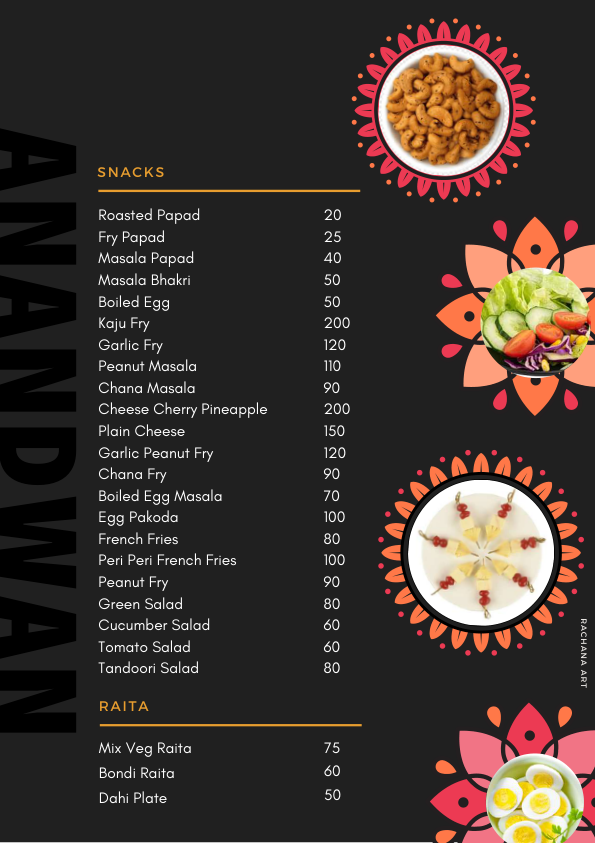 ANANDWAN
SNACKS
Roasted Papad 20
Fry Papad 25
Masala Papad 40
Masala Bhakri 50
Boiled Egg 50
Kaju Fry 200
Garlic Fry 120
Peanut Masala 110
Chana Masala 90
Cheese Cherry Pineapple 200
Plain Cheese 150
Garlic Peanut Fry 120
Chana Fry 90
Boiled Egg Masala 70
Egg Pakoda 100
French Fries 80
Peri Peri French Fries 100
Peanut Fry 90
Green Salad 80
Cucumber Salad 60
Tomato Salad 60
Tandoori Salad 80
RAITA
Mix Veg Raita 75
Bondi Raita 60
Dahi Plate 50
RACHANA ART